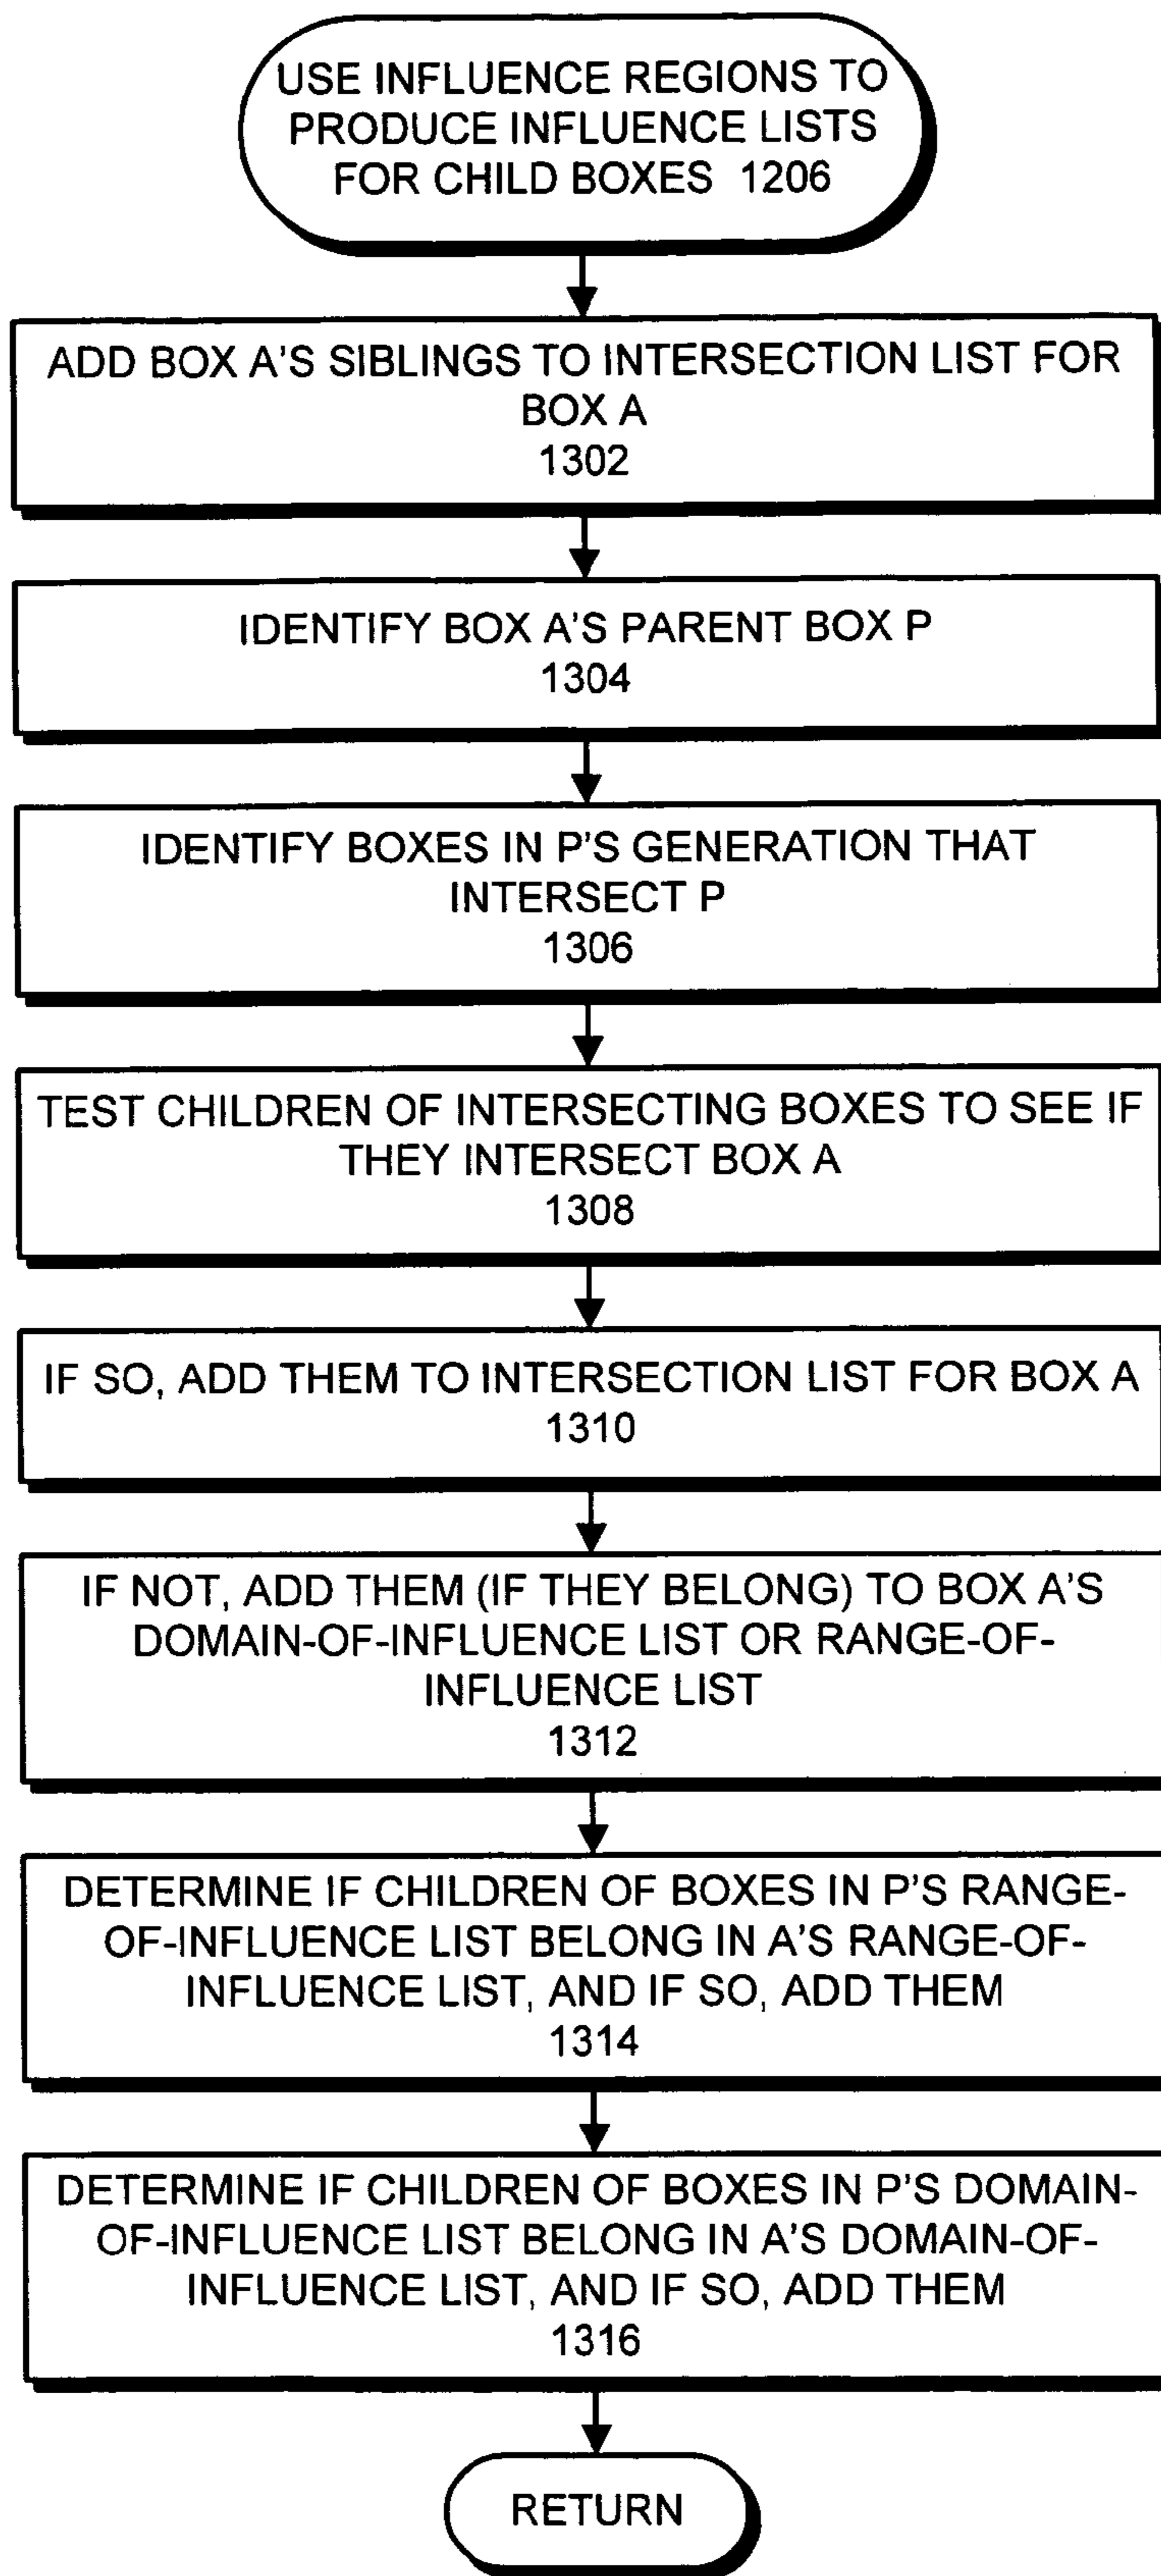 USE INFLUENCE REGIONS TO
PRODUCE INFLUENCE LISTS
FOR CHILD BOXES 1206
ADD BOX A'S SIBLINGS TO INTERSECTION LIST FOR
BOX A
1302
IDENTIFY BOX A'S PARENT BOX P
1304
IDENTIFY BOXES IN P'S GENERATION THAT
INTERSECT P
1306
TEST CHILDREN OF INTERSECTING BOXES TO SEE IF
THEY INTERSECT BOX A
1308
IF SO, ADD THEM TO INTERSECTION LIST FOR BOX A
1310
IF NOT, ADD THEM (IF THEY BELONG) TO BOX A'S
DOMAIN-OF-INFLUENCE LIST OR RANGE-OF-
INFLUENCE LIST
1312
DETERMINE IF CHILDREN OF BOXES IN P'S RANGE-
OF-INFLUENCE LIST BELONG IN A'S RANGE-OF-
INFLUENCE LIST, AND IF SO, ADD THEM
1314
DETERMINE IF CHILDREN OF BOXES IN P'S DOMAIN-
OF-INFLUENCE LIST BELONG IN A'S DOMAIN-OF-
INFLUENCE LIST, AND IF SO, ADD THEM
1316
RETURN